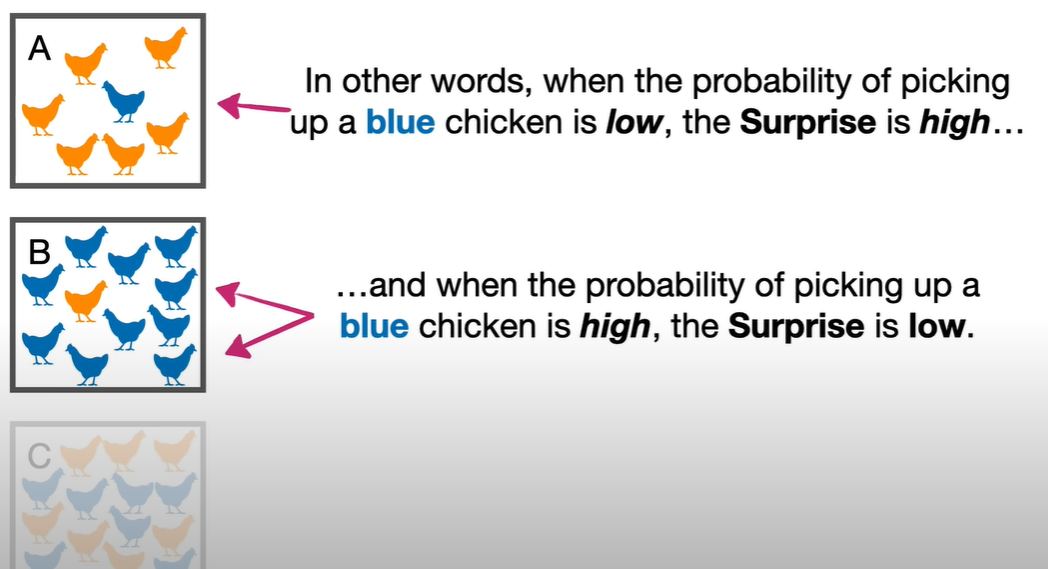 A
In other words, when the probability of picking
up a blue chicken is low, the Surprise is high…
B
…and when the probability of picking up a
blue chicken is high, the Surprise is low.
C